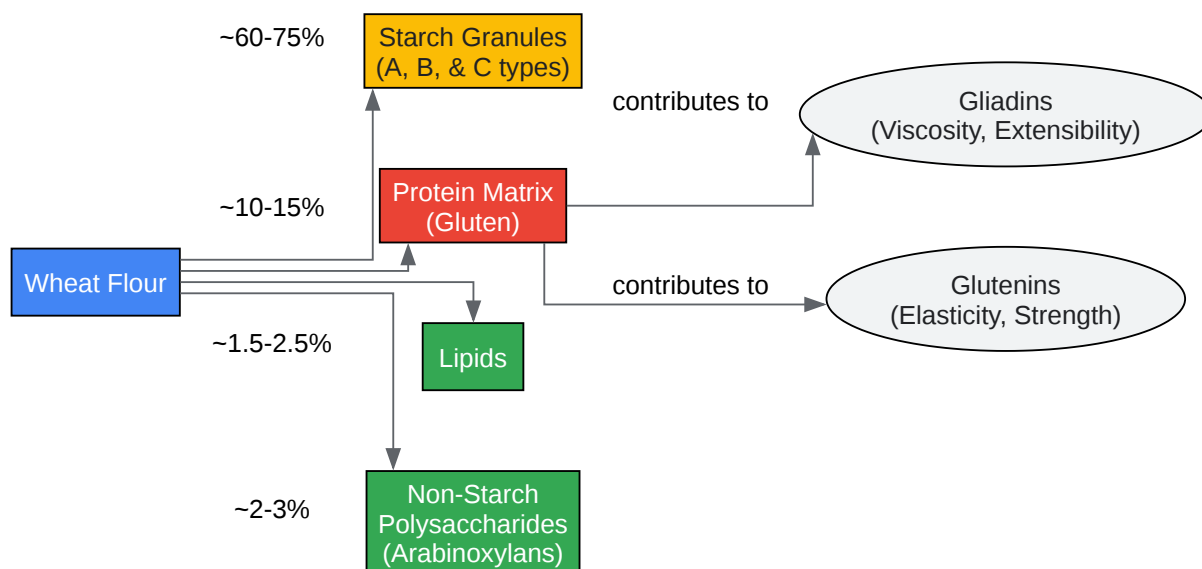 ~60-75%
Starch Granules
(A, B, & C types)
contributes to
Gliadins
(Viscosity, Extensibility)
~10-15%
Protein Matrix
(Gluten)
Wheat Flour
contributes to
Glutenins
(Elasticity, Strength)
~1.5-2.5%
Lipids
~2-3%
Non-Starch
Polysaccharides
(Arabinoxylans)